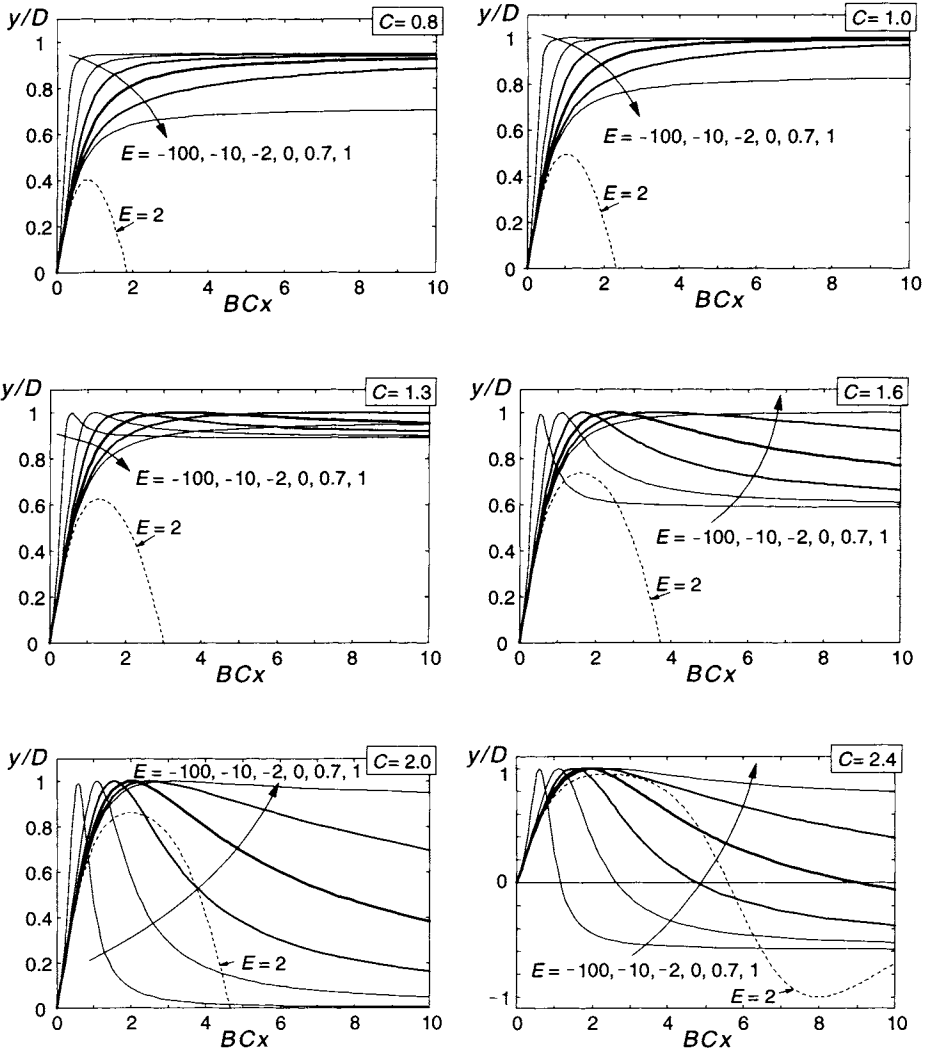 y/D
C= 0.8
1
0.8
0.6
0.4
0.2
0
E = −100, −10, −2, 0, 0.7, 1
E = 2
0 2 4 6 8 10
BCx
y/D
C= 1.0
1
0.8
0.6
0.4
0.2
0
E = −100, −10, −2, 0, 0.7, 1
E = 2
0 2 4 6 8 10
BCx
y/D
C= 1.3
1
0.8
0.6
0.4
0.2
0
E = −100, −10, −2, 0, 0.7, 1
E = 2
0 2 4 6 8 10
BCx
y/D
C= 1.6
1
0.8
0.6
0.4
0.2
0
E = −100, −10, −2, 0, 0.7, 1
E = 2
0 2 4 6 8 10
BCx
y/D
C= 2.0
1
0.8
0.6
0.4
0.2
0
E = −100, −10, −2, 0, 0.7, 1
E = 2
0 2 4 6 8 10
BCx
y/D
C= 2.4
1
0
−1
E = −100, −10, −2, 0, 0.7, 1
E = 2
0 2 4 6 8 10
BCx